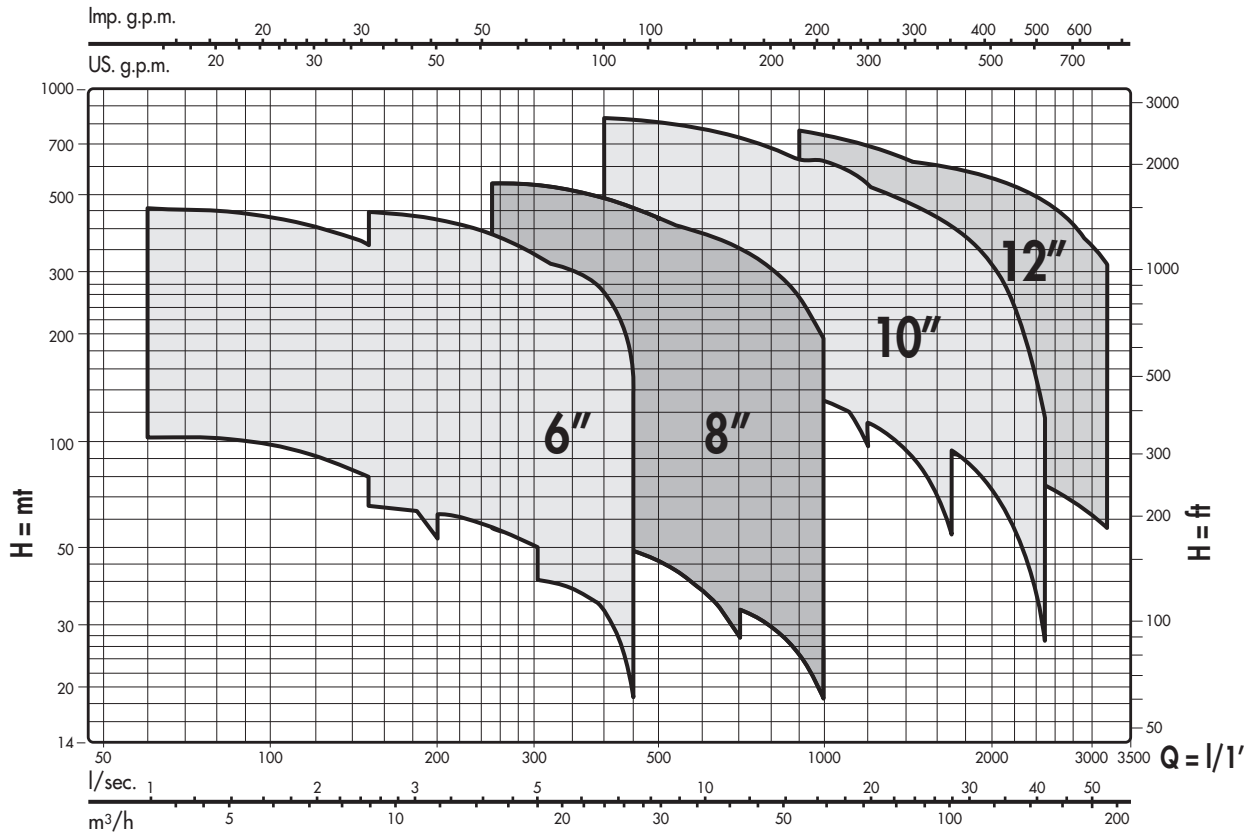 Imp. g.p.m.
20 30 50 100 200 300 400 500 600
US. g.p.m.
20 30 50 100 200 300 500 700
1000
700
500
300
200
100
50
30
20
14
H = mt
6″
8″
10″
12″
3000
2000
1000
500
300
200
100
50
H = ft
50 100 200 300 500 1000 2000 3000 3500
Q = l/1'
l/sec.
1 2 3 5 10 20 30 40 50
m³/h
5 10 20 30 50 100 200